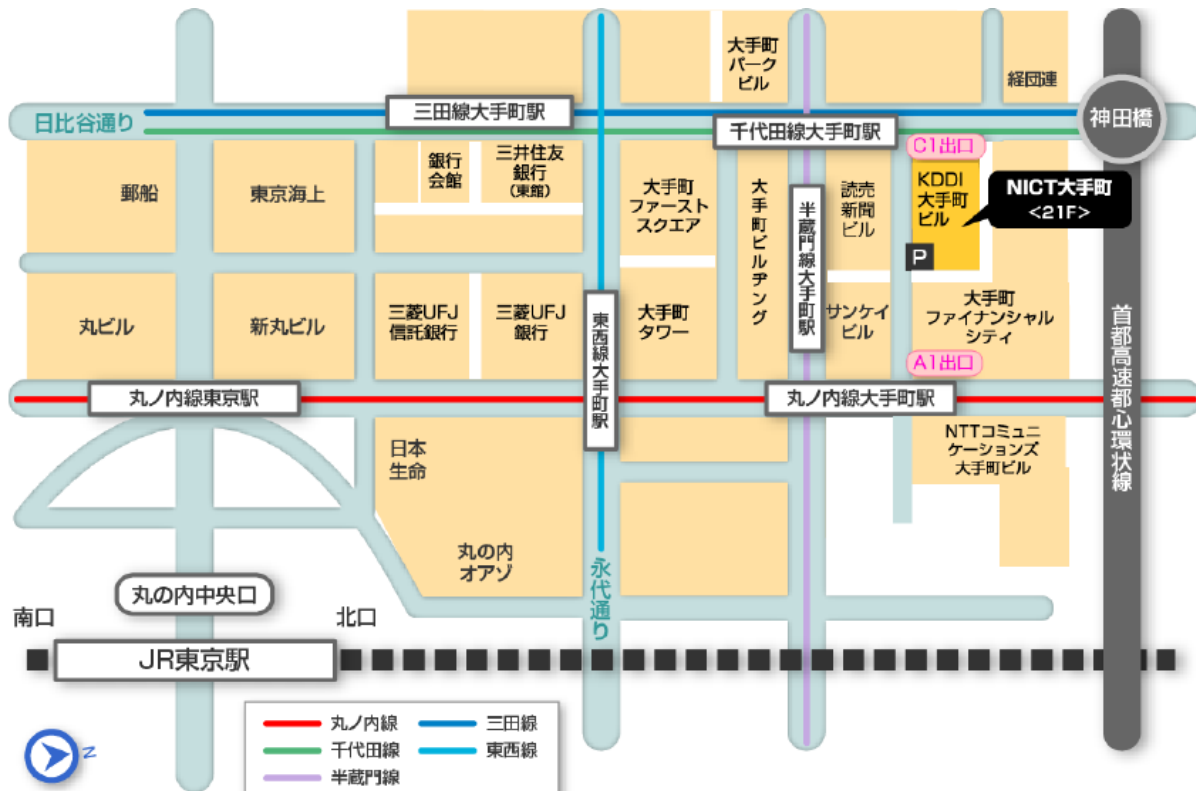 大手町
パーク
ビル
経団連
三田線大手町駅
日比谷通り
千代田線大手町駅
神田橋
C1出口
郵船
東京海上
銀行
会館
三井住友
銀行
(東館)
大手町
ファースト
スクエア
大手町ビルヂング
半蔵門線大手町駅
読売
新聞
ビル
KDDI
大手町
ビル
P
NICT大手町
<21F>
丸ビル
新丸ビル
三菱UFJ
信託銀行
三菱UFJ
銀行
東西線大手町駅
大手町
タワー
サンケイ
ビル
大手町
ファイナンシャル
シティ
A1出口
首都高速都心環状線
丸ノ内線東京駅
丸ノ内線大手町駅
日本
生命
NTTコミュニ
ケーションズ
大手町ビル
丸の内
オアゾ
永代通り
丸の内中央口
南口
北口
JR東京駅
丸ノ内線
三田線
千代田線
東西線
半蔵門線
N